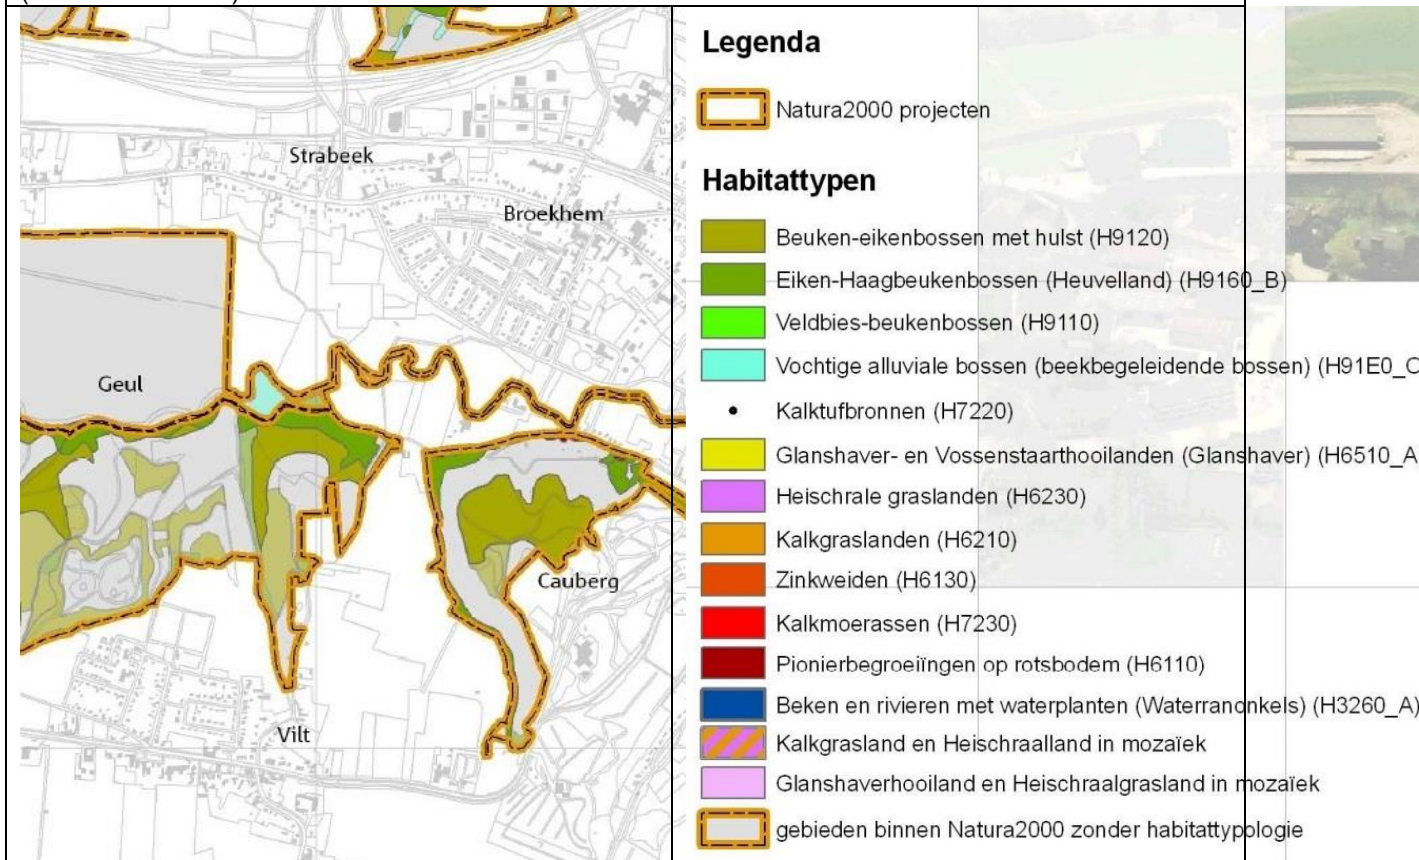 Strabeek
Broekhem
Geul
Cauberg
Vilt
Legenda
Natura2000 projecten
Habitattypen
Beuken-eikenbossen met hulst (H9120)
Eiken-Haagbeukenbossen (Heuvelland) (H9160_B)
Veldbies-beukenbossen (H9110)
Vochtige alluviale bossen (beekbegeleidende bossen) (H91E0_C
Kalktufbronnen (H7220)
Glanshaver- en Vossenstaarthooilanden (Glanshaver) (H6510_A
Heischrale graslanden (H6230)
Kalkgraslanden (H6210)
Zinkweiden (H6130)
Kalkmoerassen (H7230)
Pionierbegroeiïngen op rotsbodem (H6110)
Beken en rivieren met waterplanten (Waterranonkels) (H3260_A)
Kalkgrasland en Heischraalland in mozaïek
Glanshaverhooiland en Heischraalgrasland in mozaïek
gebieden binnen Natura2000 zonder habitattypologie